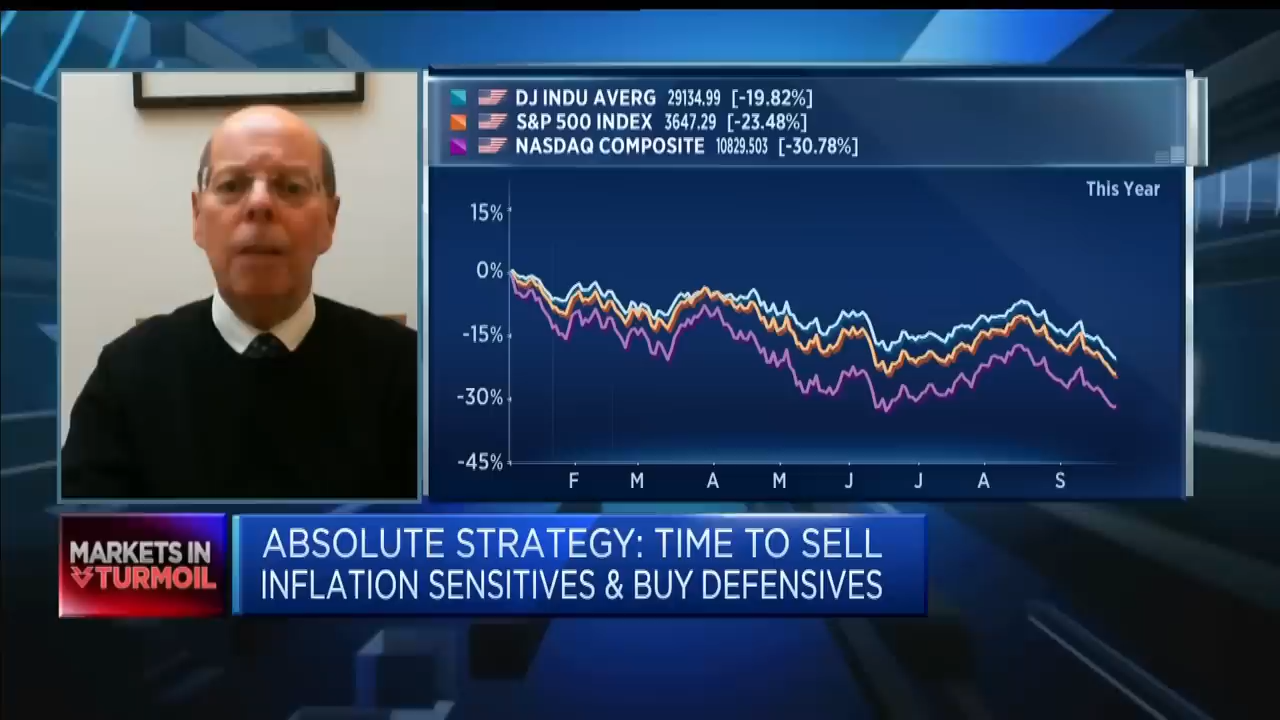 DJ INDU AVERG 29134.99 [-19.82%]
S&P 500 INDEX 3647.29 [-23.48%]
NASDAQ COMPOSITE 10829.503 [-30.78%]
This Year
15%
0%
-15%
-30%
-45%
F M A M J J A S
MARKETS IN
TURMOIL
ABSOLUTE STRATEGY: TIME TO SELL
INFLATION SENSITIVES & BUY DEFENSIVES